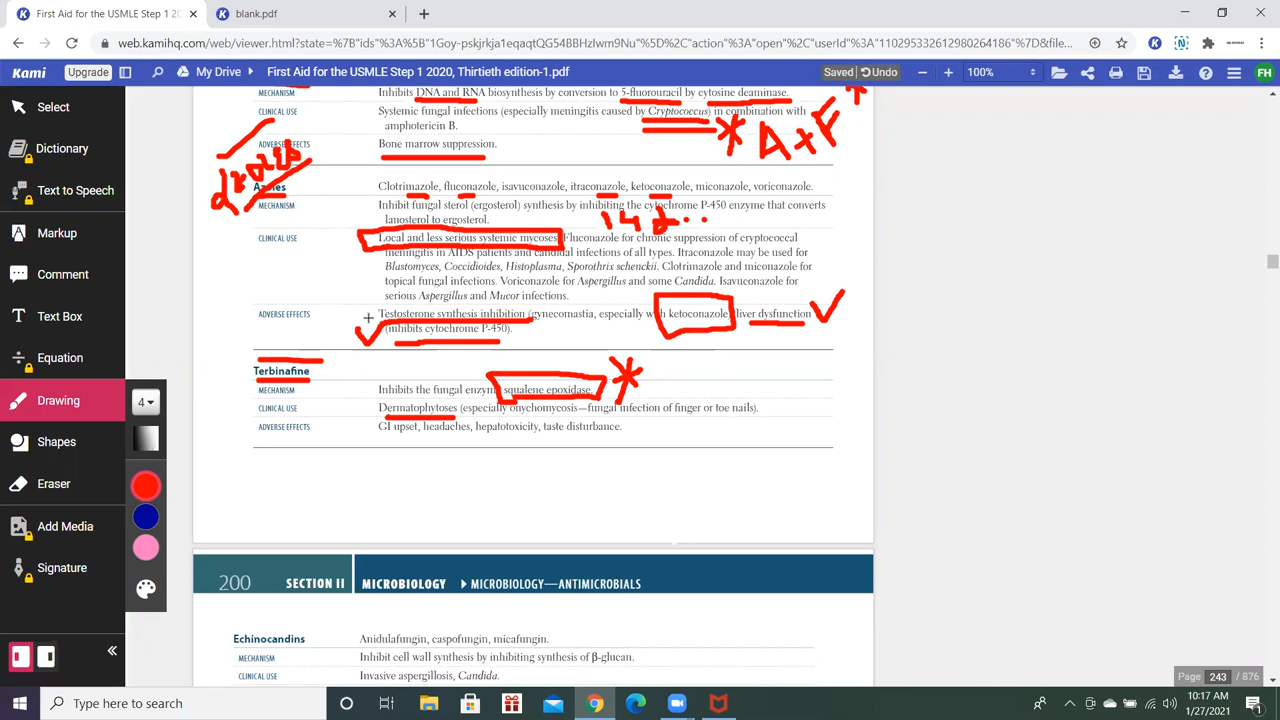 First Aid for the USMLE Step 1 20 ×
blank.pdf ×
web.kamihq.com/web/viewer.html?state=%7B"ids"%3A%5B"1Goy-pskjrkja1eqaqtQG54BBHzlwm9Nu"%5D%2C"action"%3A"open"%2C"userId"%3A"110295332612980264186"%7D&file...
Kami Upgrade My Drive First Aid for the USMLE Step 1 2020, Thirtieth edition-1.pdf Saved Undo 100% FH
Select
Dictionary
Text to Speech
Markup
Comment
Text Box
Equation
Drawing
4
Shapes
Eraser
Add Media
Signature
MECHANISM Inhibits DNA and RNA biosynthesis by conversion to 5-fluorouracil by cytosine deaminase.
CLINICAL USE Systemic fungal infections (especially meningitis caused by Cryptococcus) in combination with
amphotericin B.
A + F
ADVERSE EFFECTS Bone marrow suppression.
Azoles Clotrimazole, fluconazole, isavuconazole, itraconazole, ketoconazole, miconazole, voriconazole.
MECHANISM Inhibit fungal sterol (ergosterol) synthesis by inhibiting the cytochrome P-450 enzyme that converts
lanosterol to ergosterol.
14 α ..
CLINICAL USE Local and less serious systemic mycoses. Fluconazole for chronic suppression of cryptococcal
meningitis in AIDS patients and candidal infections of all types. Itraconazole may be used for
Blastomyces, Coccidioides, Histoplasma, Sporothrix schenckii. Clotrimazole and miconazole for
topical fungal infections. Voriconazole for Aspergillus and some Candida. Isavuconazole for
serious Aspergillus and Mucor infections.
ADVERSE EFFECTS Testosterone synthesis inhibition (gynecomastia, especially with ketoconazole), liver dysfunction
(inhibits cytochrome P-450).
Terbinafine
MECHANISM Inhibits the fungal enzyme squalene epoxidase.
CLINICAL USE Dermatophytoses (especially onychomycosis—fungal infection of finger or toe nails).
ADVERSE EFFECTS GI upset, headaches, hepatotoxicity, taste disturbance.
200 SECTION II MICROBIOLOGY MICROBIOLOGY—ANTIMICROBIALS
Echinocandins Anidulafungin, caspofungin, micafungin.
MECHANISM Inhibit cell wall synthesis by inhibiting synthesis of β-glucan.
CLINICAL USE Invasive aspergillosis, Candida.
Page 243 / 876
Type here to search
10:17 AM
1/27/2021